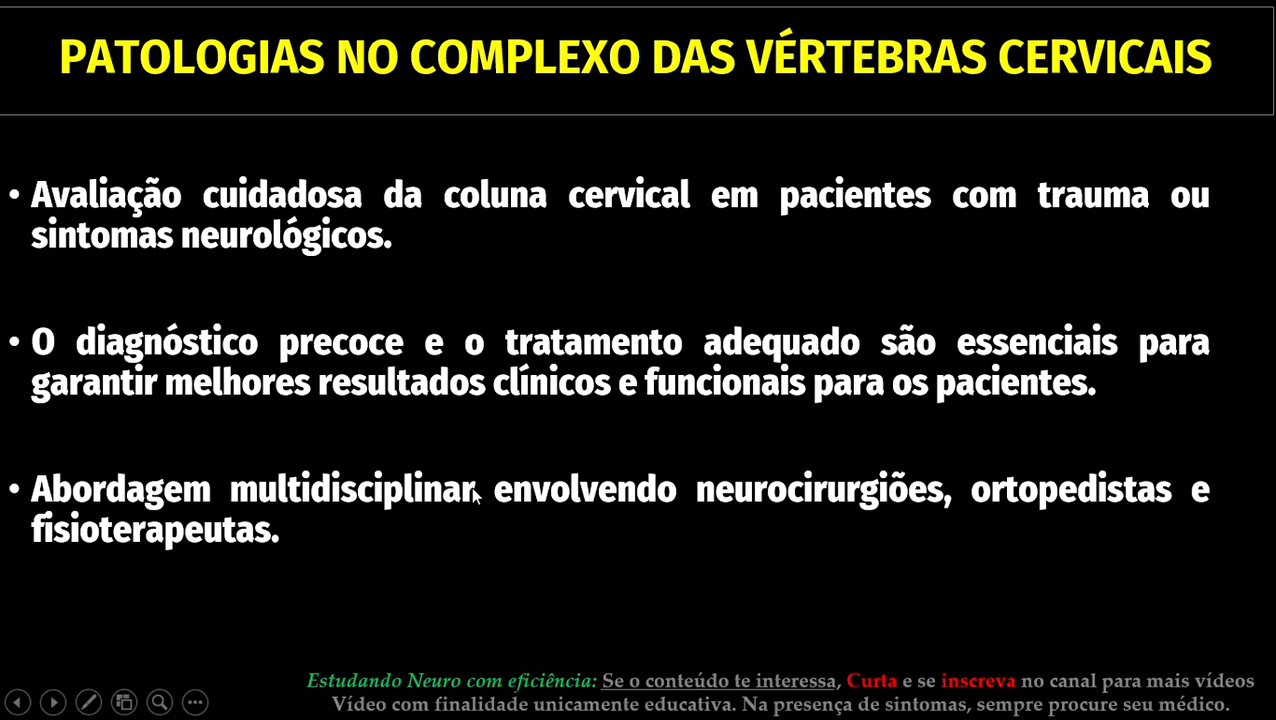 PATOLOGIAS NO COMPLEXO DAS VÉRTEBRAS CERVICAIS
• Avaliação cuidadosa da coluna cervical em pacientes com trauma ou
sintomas neurológicos.
• O diagnóstico precoce e o tratamento adequado são essenciais para
garantir melhores resultados clínicos e funcionais para os pacientes.
• Abordagem multidisciplinar envolvendo neurocirurgiões, ortopedistas e
fisioterapeutas.
Estudando Neuro com eficiência: Se o conteúdo te interessa, Curta e se inscreva no canal para mais vídeos
Vídeo com finalidade unicamente educativa. Na presença de sintomas, sempre procure seu médico.